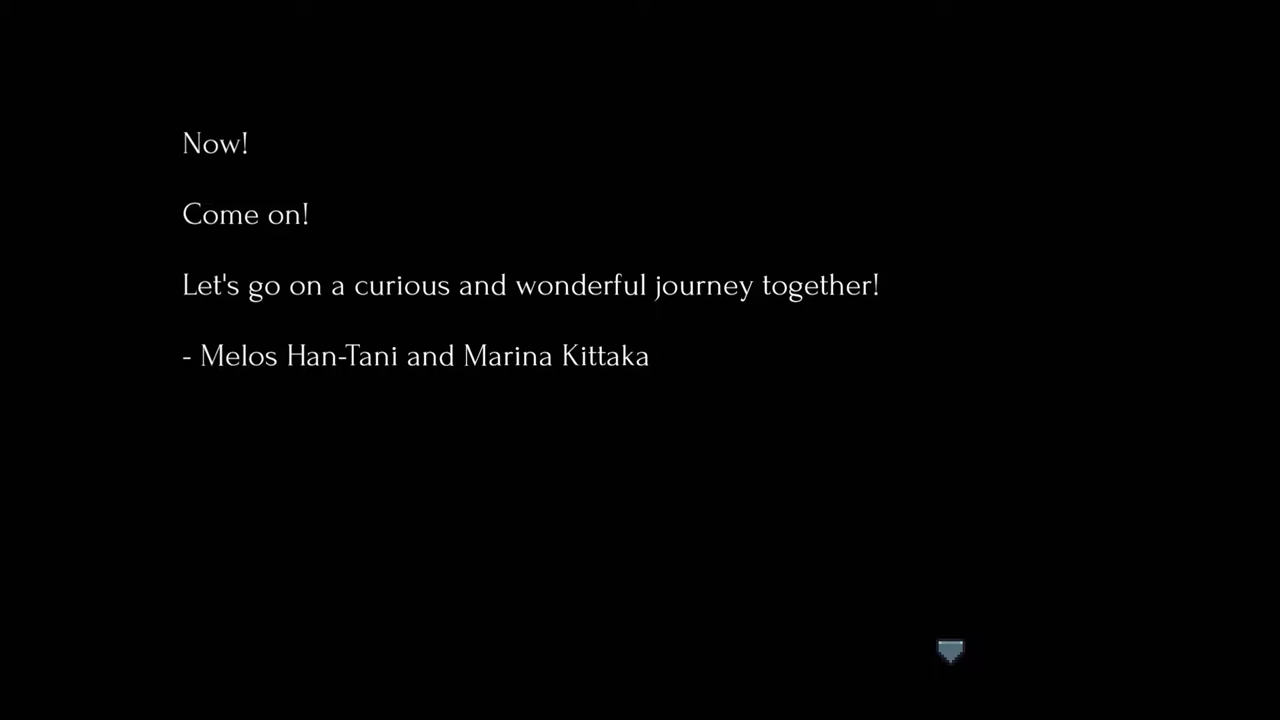 Now!
Come on!
Let's go on a curious and wonderful journey together!
- Melos Han-Tani and Marina Kittaka